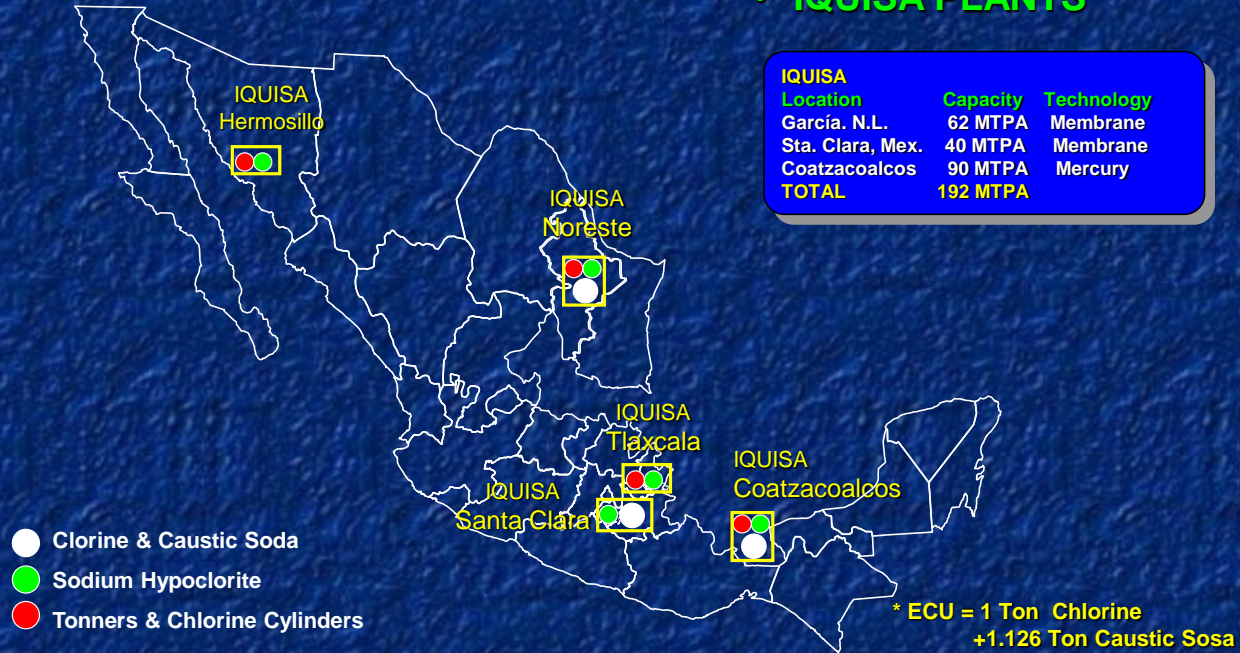 * IQUISA PLANTS
IQUISA
Location Capacity Technology
García. N.L. 62 MTPA Membrane
Sta. Clara, Mex. 40 MTPA Membrane
Coatzacoalcos 90 MTPA Mercury
TOTAL 192 MTPA
IQUISA
Hermosillo
IQUISA
Noreste
IQUISA
Tlaxcala
IQUISA
Coatzacoalcos
IQUISA
Santa Clara
Clorine & Caustic Soda
Sodium Hypoclorite
Tonners & Chlorine Cylinders
* ECU = 1 Ton Chlorine
+1.126 Ton Caustic Sosa